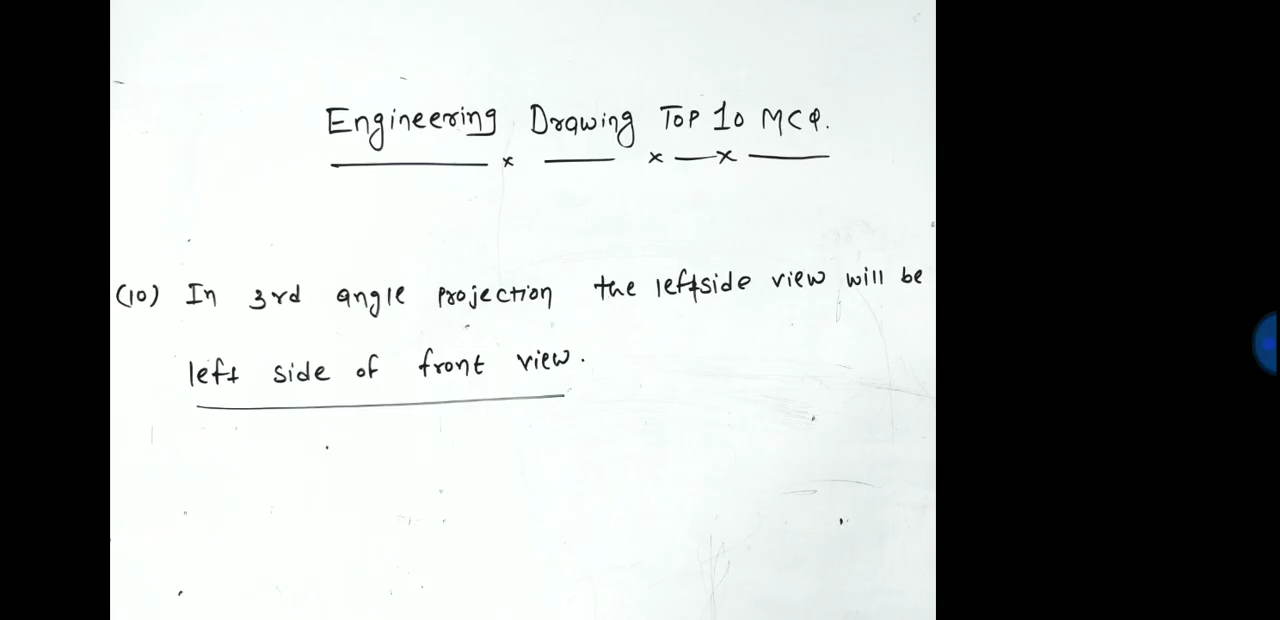 Engineering Drawing Top 10 MCQ.
(10) In 3rd angle projection the leftside view will be
left side of front view.